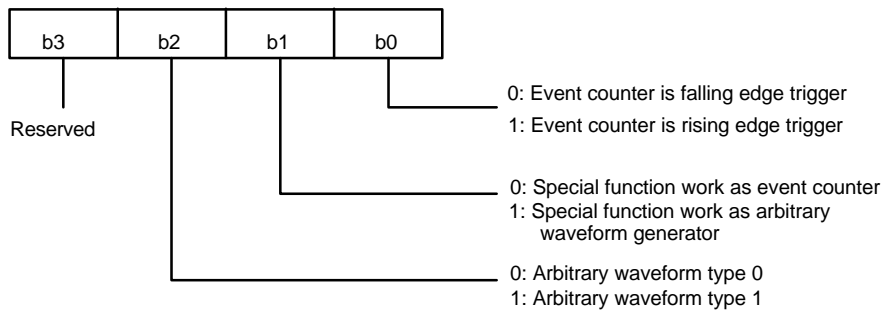 b3 b2 b1 b0
Reserved
0: Event counter is falling edge trigger
1: Event counter is rising edge trigger
0: Special function work as event counter
1: Special function work as arbitrary
waveform generator
0: Arbitrary waveform type 0
1: Arbitrary waveform type 1